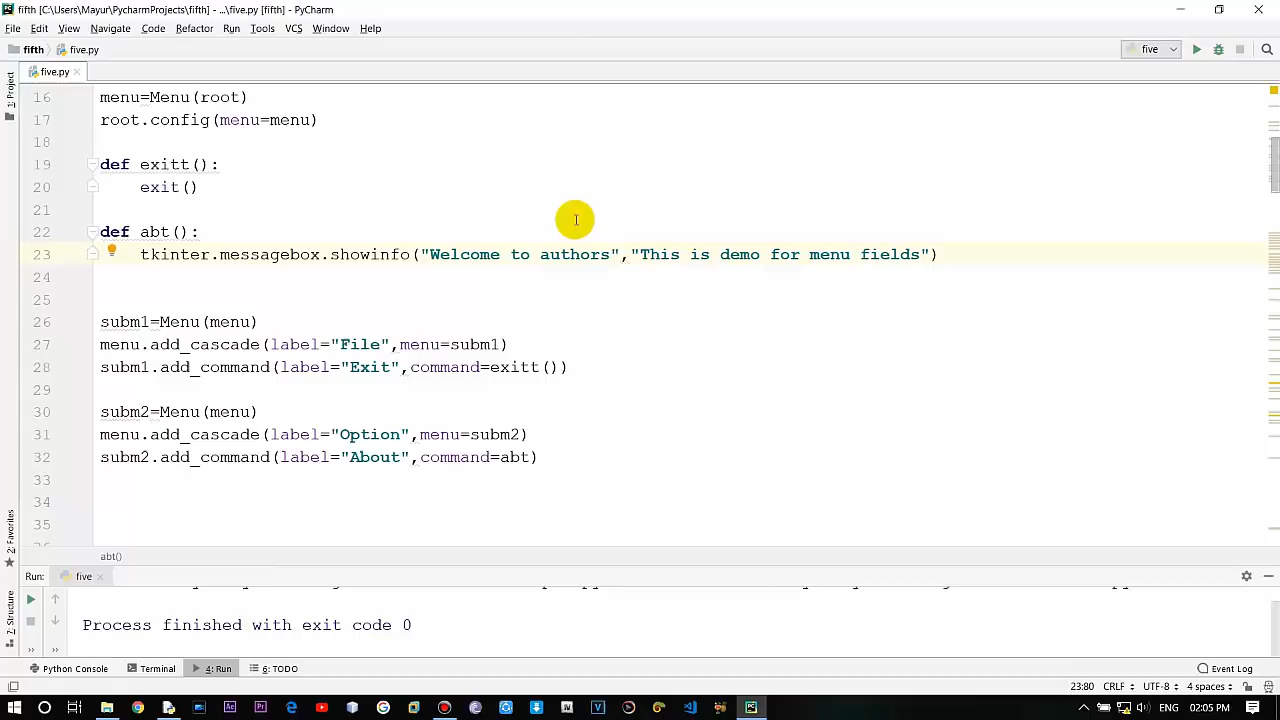 fifth [C:\Users\Mayur\PycharmProjects\fifth] - ...\five.py [fifth] - PyCharm
File Edit View Navigate Code Refactor Run Tools VCS Window Help
fifth five.py five
five.py
1: Project
16 menu=Menu(root)
17 root.config(menu=menu)
18
19 def exitt():
20 exit()
21
22 def abt():
23 tkinter.messagebox.showinfo("Welcome to authors","This is demo for menu fields")
24
25
26 subm1=Menu(menu)
27 menu.add_cascade(label="File",menu=subm1)
28 subm1.add_command(label="Exit",command=exitt())
29
30 subm2=Menu(menu)
31 menu.add_cascade(label="Option",menu=subm2)
32 subm2.add_command(label="About",command=abt)
33
34
35
abt()
2: Favorites
Run: five
Process finished with exit code 0
7: Structure
Python Console Terminal 4: Run 6: TODO Event Log
23:80 CRLF UTF-8 4 spaces
ENG 02:05 PM